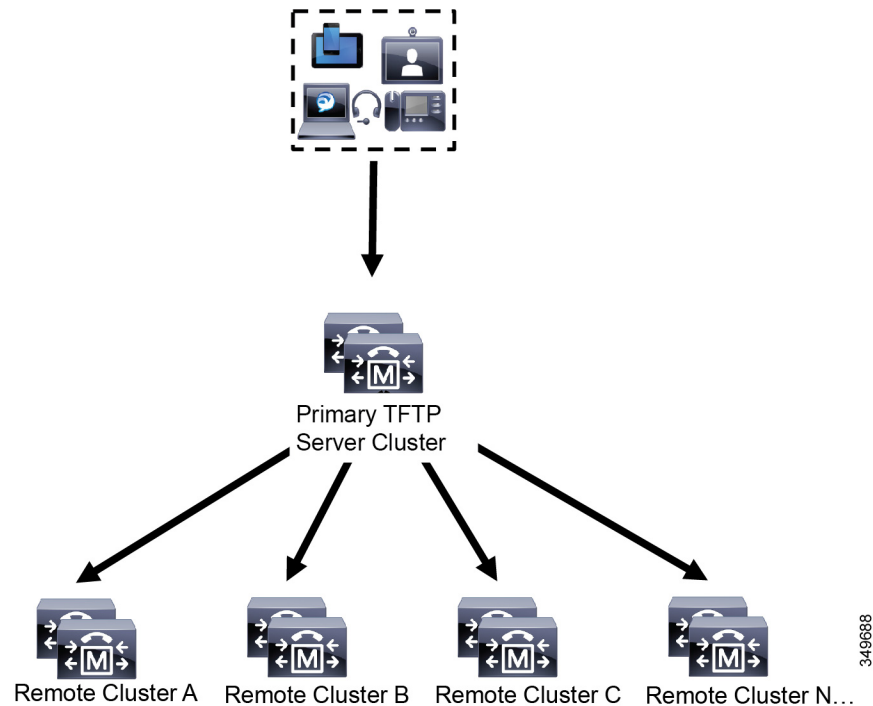 M
Primary TFTP
Server Cluster
M
M
M
M
Remote Cluster A
Remote Cluster B
Remote Cluster C
Remote Cluster N...
349688